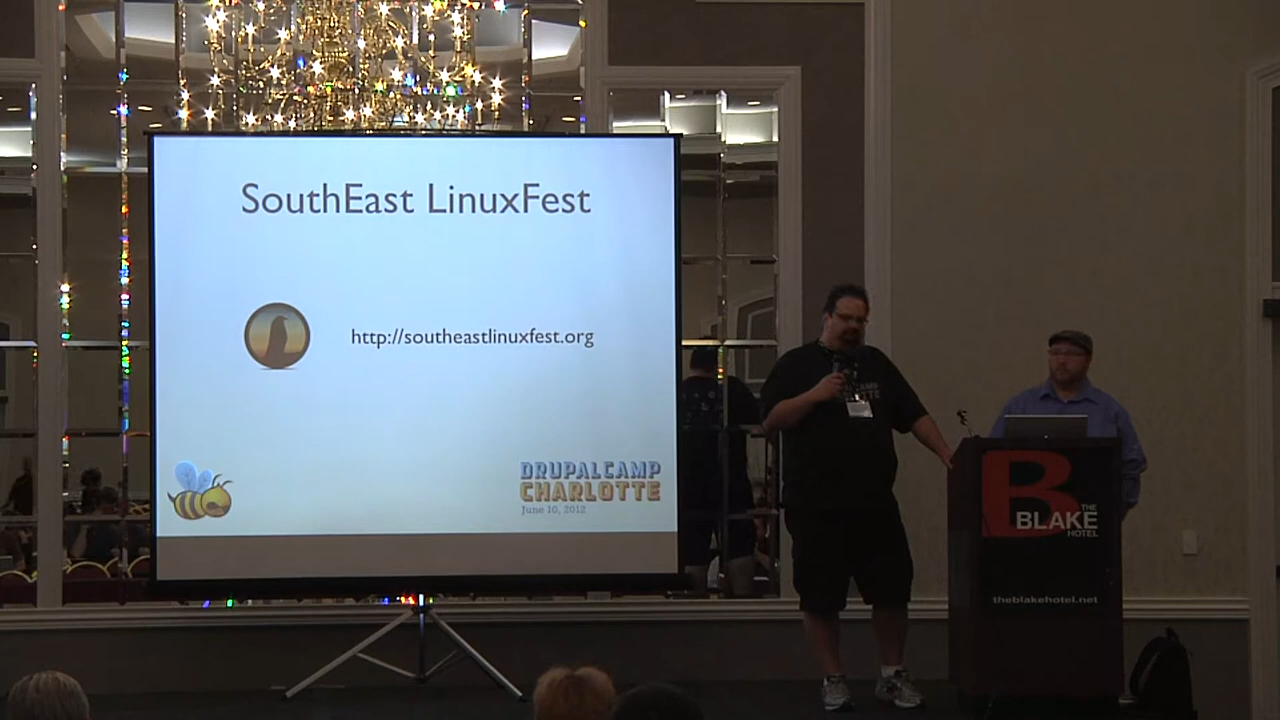 SouthEast LinuxFest
http://southeastlinuxfest.org
DRUPALCAMP
CHARLOTTE
June 10, 2012
B
THE
BLAKE
HOTEL
theblakehotel.net